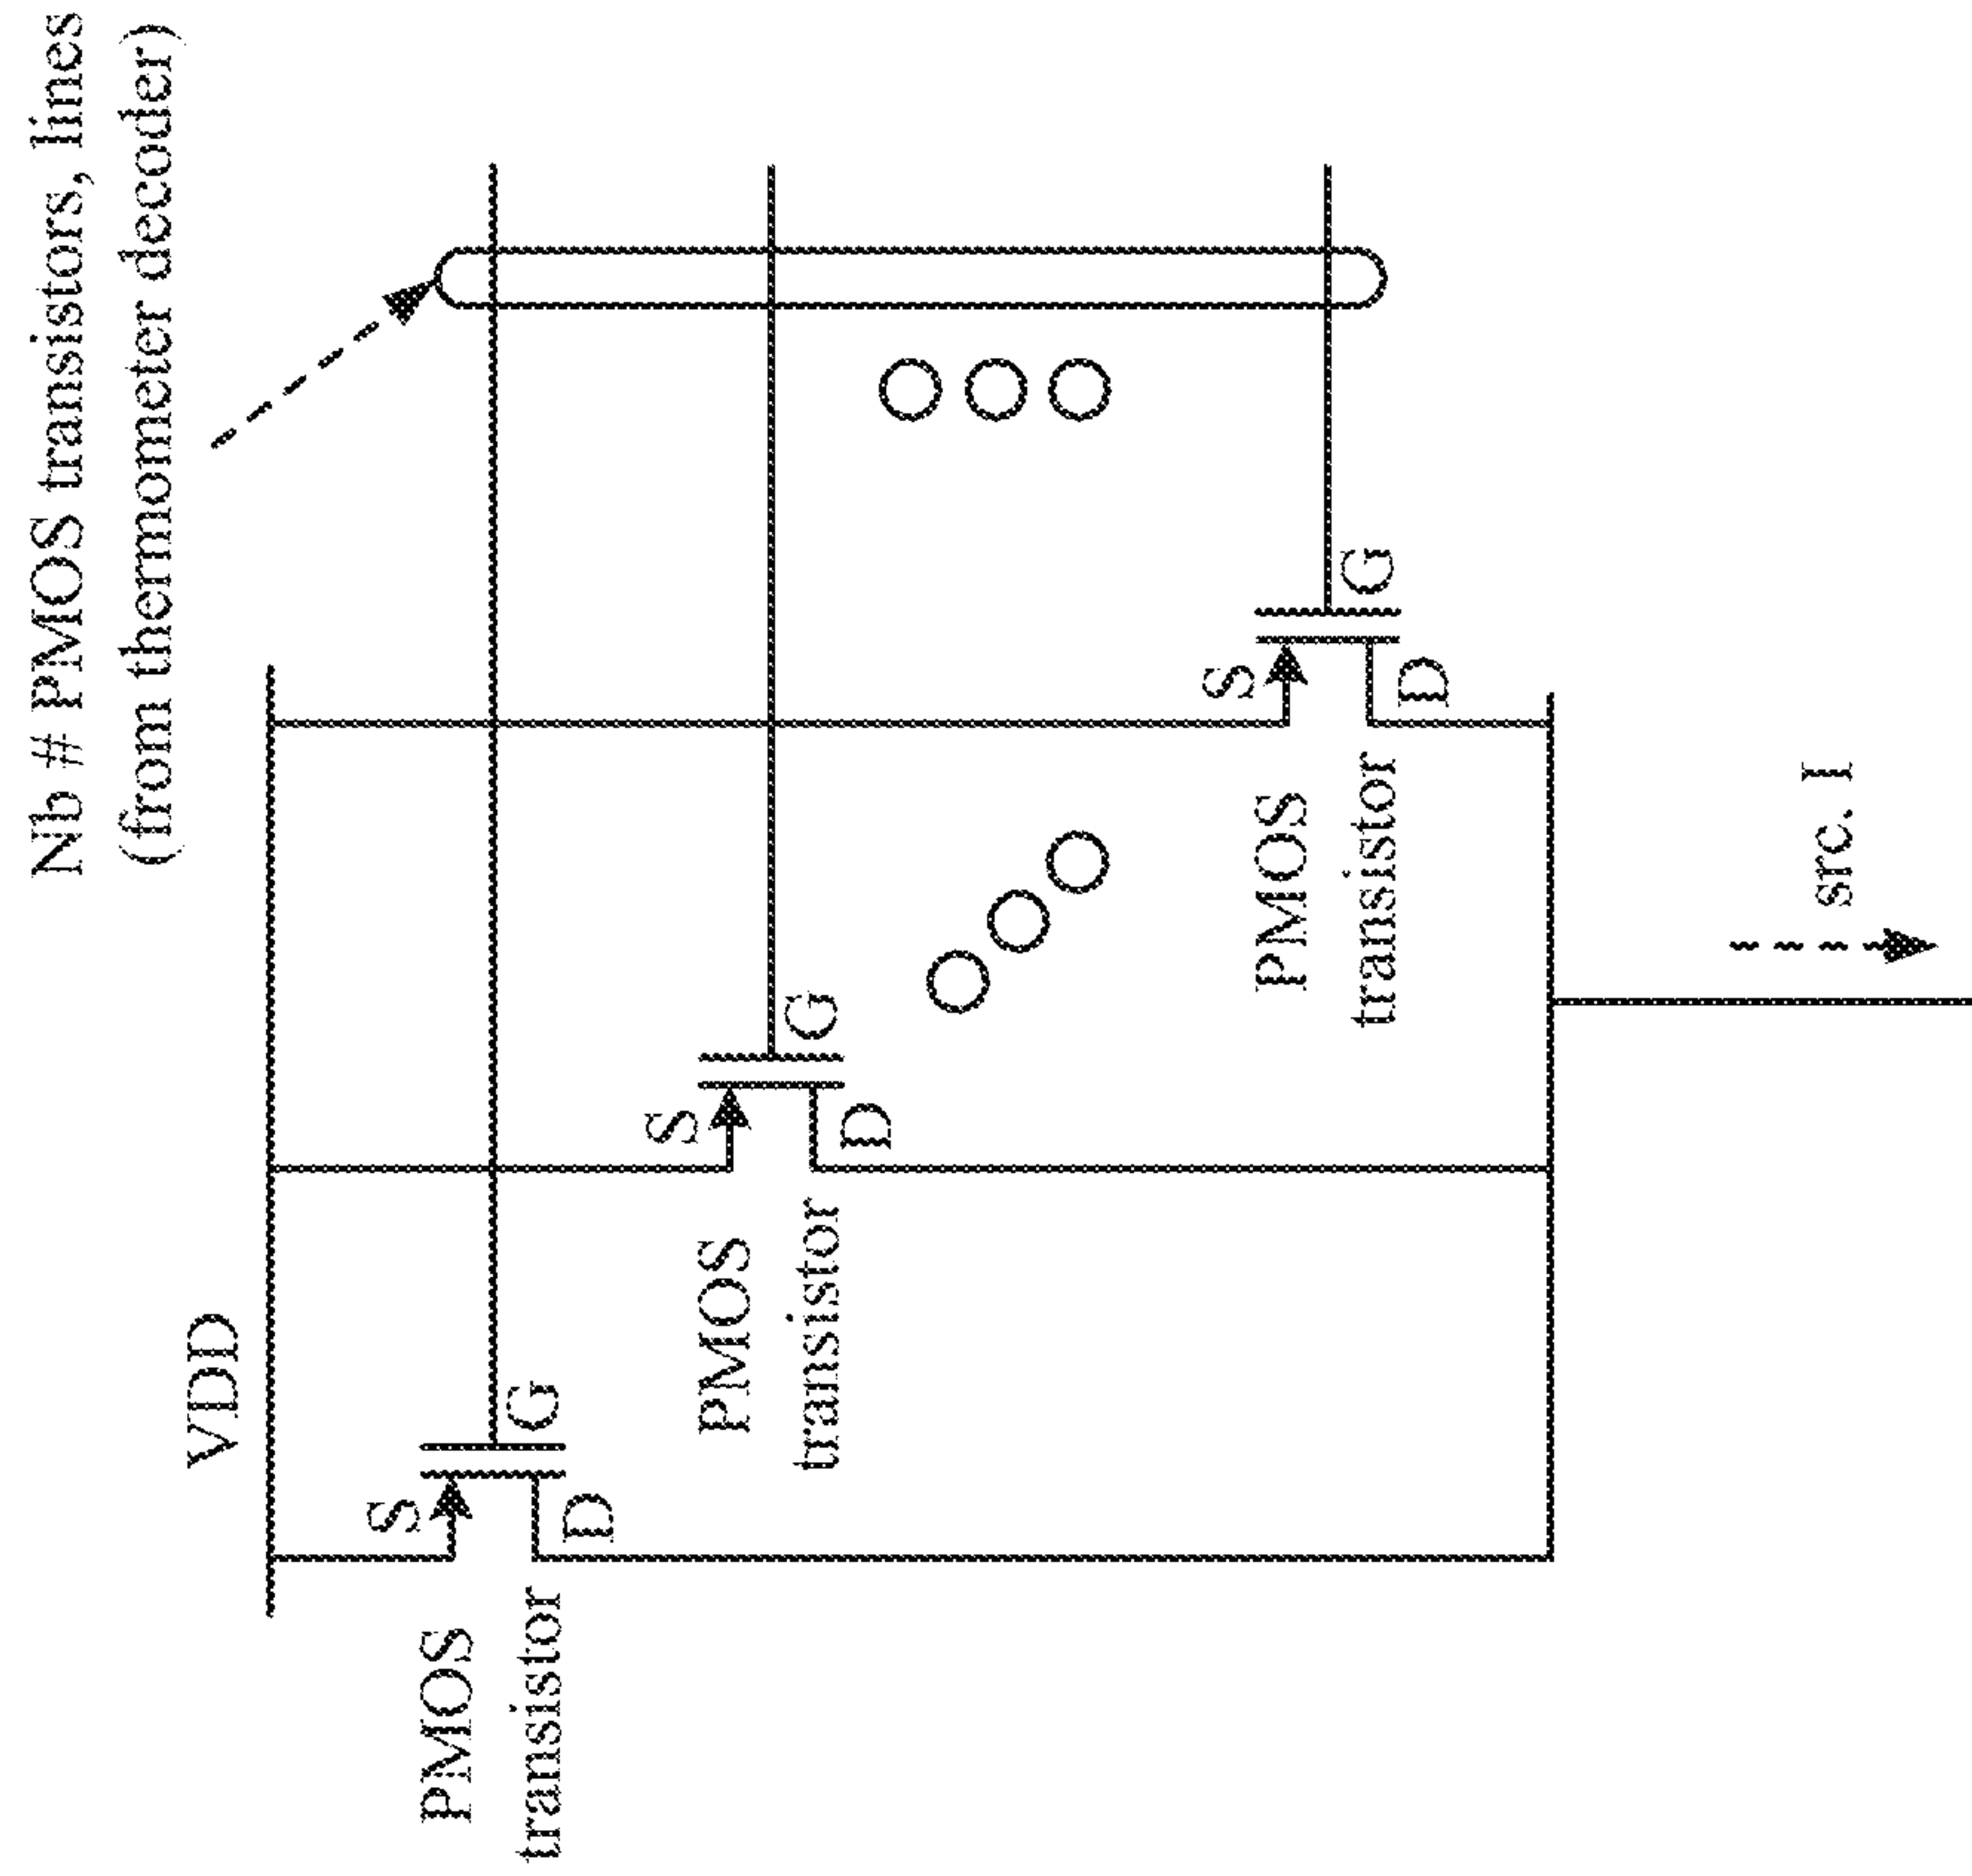 Nb # PMOS transistors, lines
(from thermometer decoder)
VDD
S
G
D
PMOS
transistor
S
G
D
PMOS
transistor
S
G
D
PMOS
transistor
src. I